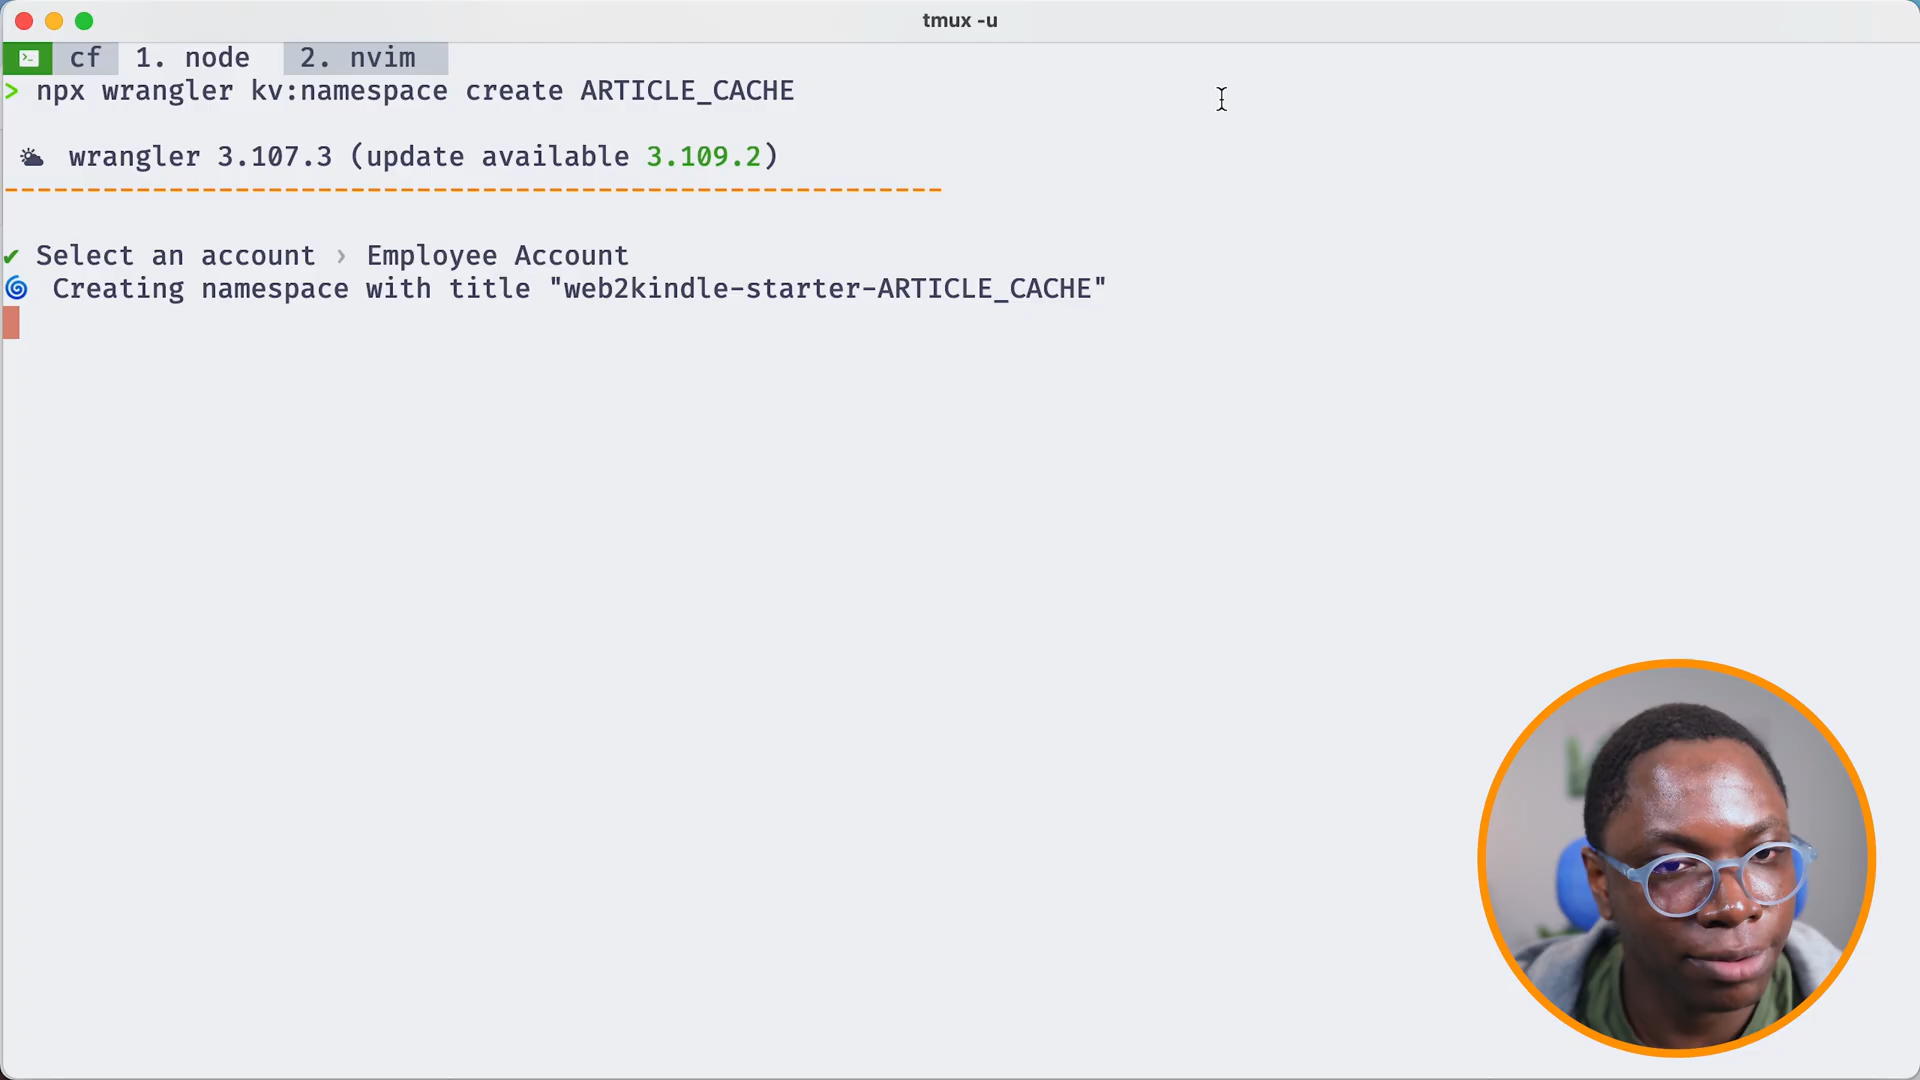 tmux -u
cf 1. node 2. nvim
> npx wrangler kv:namespace create ARTICLE_CACHE
wrangler 3.107.3 (update available 3.109.2)
--------------------------------------------------------
✔ Select an account › Employee Account
🌀 Creating namespace with title "web2kindle-starter-ARTICLE_CACHE"